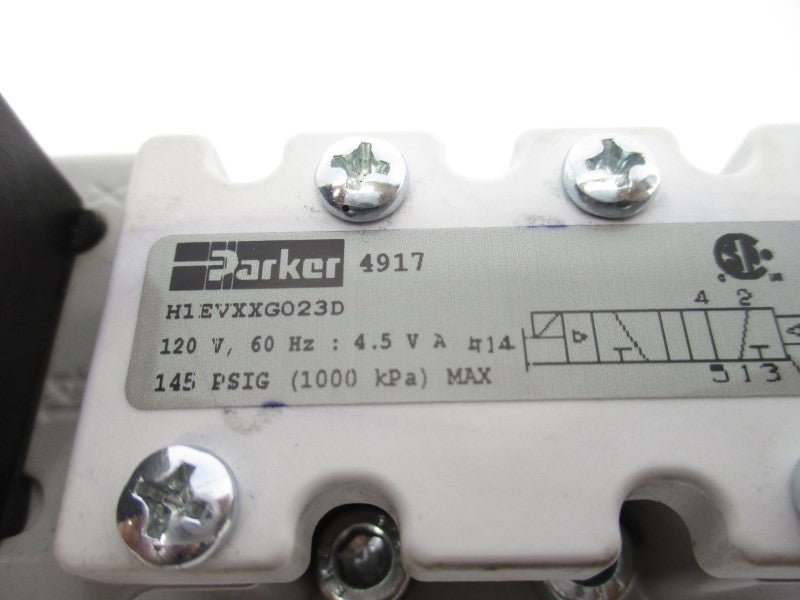 Parker 4917
H1EVXXG023D
120 V, 60 Hz : 4.5 V A
145 PSIG (1000 kPa) MAX
4 2
14
5 1 3